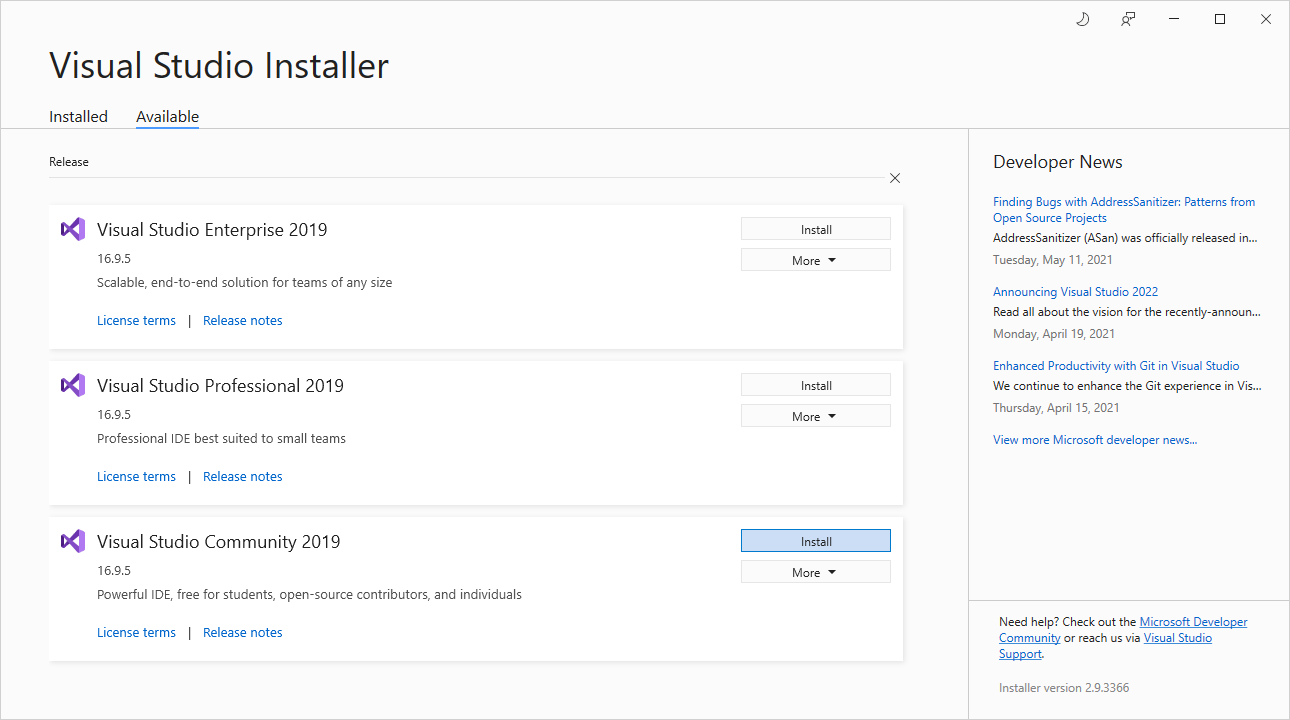 Visual Studio Installer
Installed Available
Release
Visual Studio Enterprise 2019
Install
16.9.5
More
Scalable, end-to-end solution for teams of any size
License terms | Release notes
Visual Studio Professional 2019
Install
16.9.5
More
Professional IDE best suited to small teams
License terms | Release notes
Visual Studio Community 2019
Install
16.9.5
More
Powerful IDE, free for students, open-source contributors, and individuals
License terms | Release notes
Developer News
Finding Bugs with AddressSanitizer: Patterns from
Open Source Projects
AddressSanitizer (ASan) was officially released in...
Tuesday, May 11, 2021
Announcing Visual Studio 2022
Read all about the vision for the recently-announ...
Monday, April 19, 2021
Enhanced Productivity with Git in Visual Studio
We continue to enhance the Git experience in Vis...
Thursday, April 15, 2021
View more Microsoft developer news...
Need help? Check out the Microsoft Developer
Community or reach us via Visual Studio
Support.
Installer version 2.9.3366